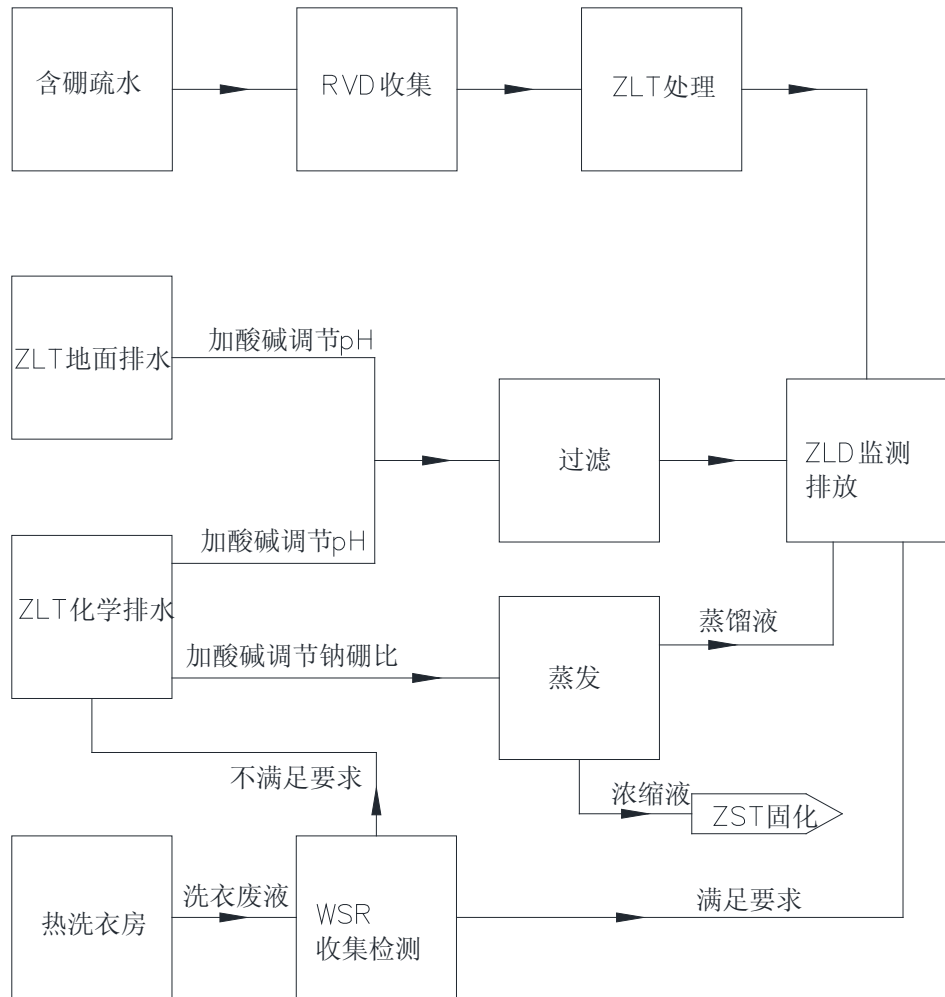 含硼疏水
RVD收集
ZLT处理
加酸碱调节pH
ZLT地面排水
过滤
ZLD监测
排放
加酸碱调节pH
ZLT化学排水
加酸碱调节钠硼比
蒸发
蒸馏液
不满足要求
浓缩液
ZST固化
热洗衣房
洗衣废液
WSR
收集检测
满足要求